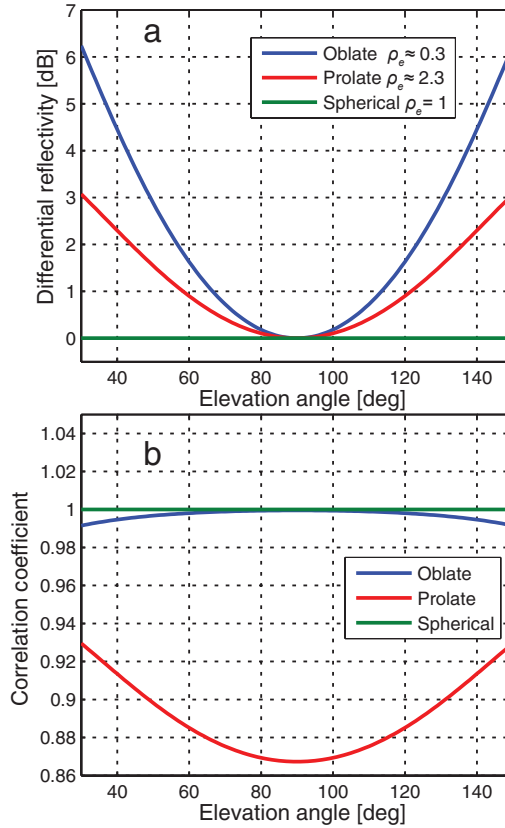 7
6
5
4
3
2
1
0
Differential reflectivity [dB]
a
Oblate ρₑ ≈ 0.3
Prolate ρₑ ≈ 2.3
Spherical ρₑ = 1
40 60 80 100 120 140
Elevation angle [deg]
1.04
1.02
1
0.98
0.96
0.94
0.92
0.9
0.88
0.86
Correlation coefficient
b
Oblate
Prolate
Spherical
40 60 80 100 120 140
Elevation angle [deg]